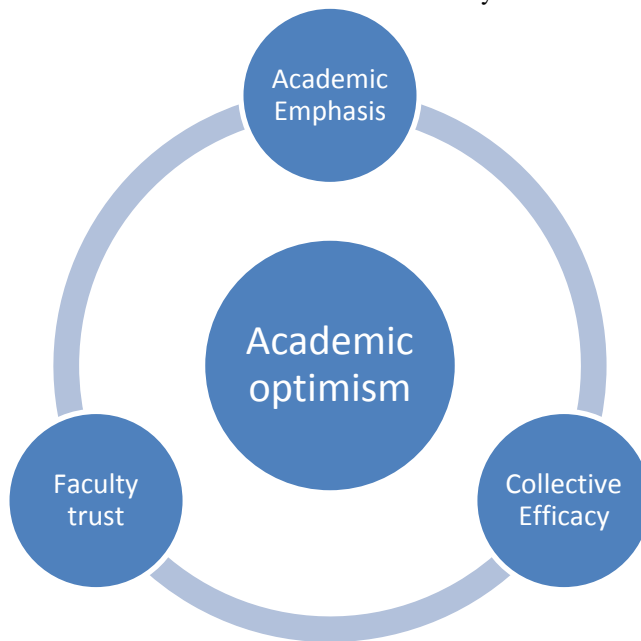 Academic
Emphasis
Academic
optimism
Faculty
trust
Collective
Efficacy